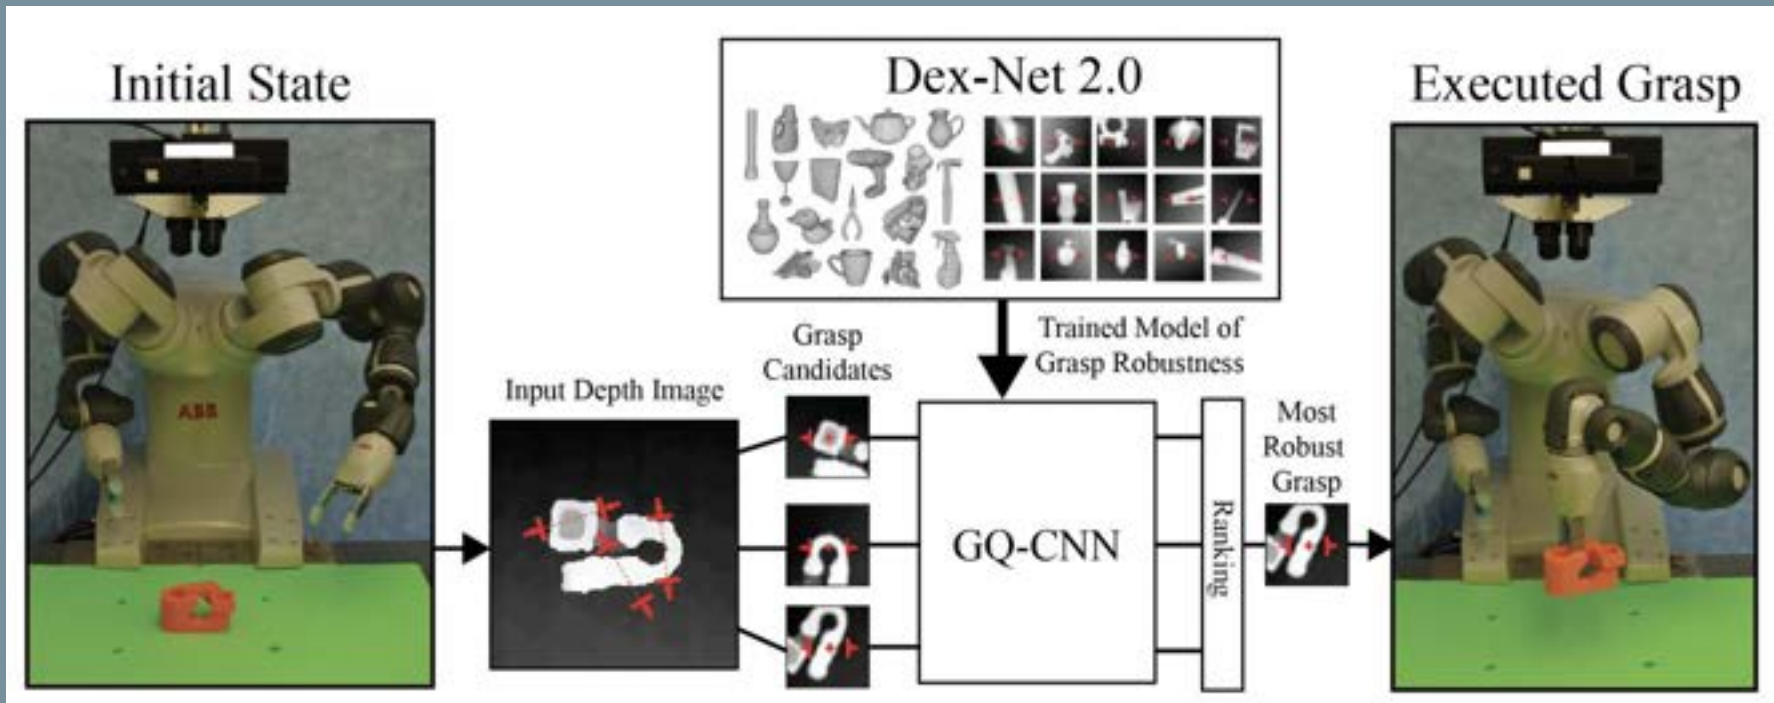 Initial State
Dex-Net 2.0
Executed Grasp
Trained Model of
Grasp Robustness
Grasp
Candidates
Input Depth Image
ABB
GQ-CNN
Ranking
Most
Robust
Grasp